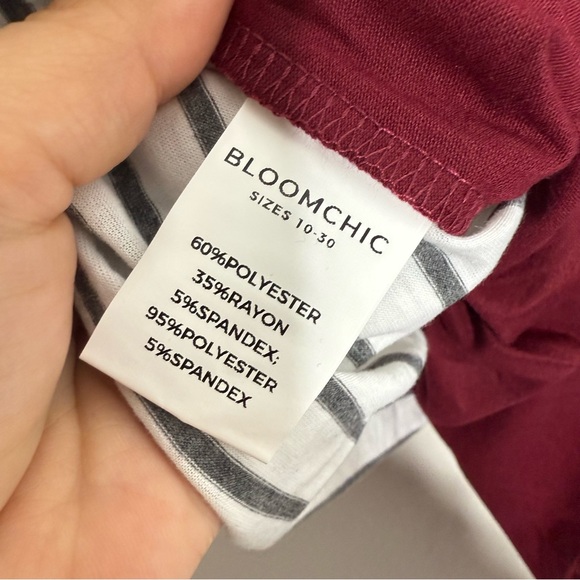 BLOOMCHIC
SIZES 10-30
60%POLYESTER
35%RAYON
5%SPANDEX;
95%POLYESTER
5%SPANDEX